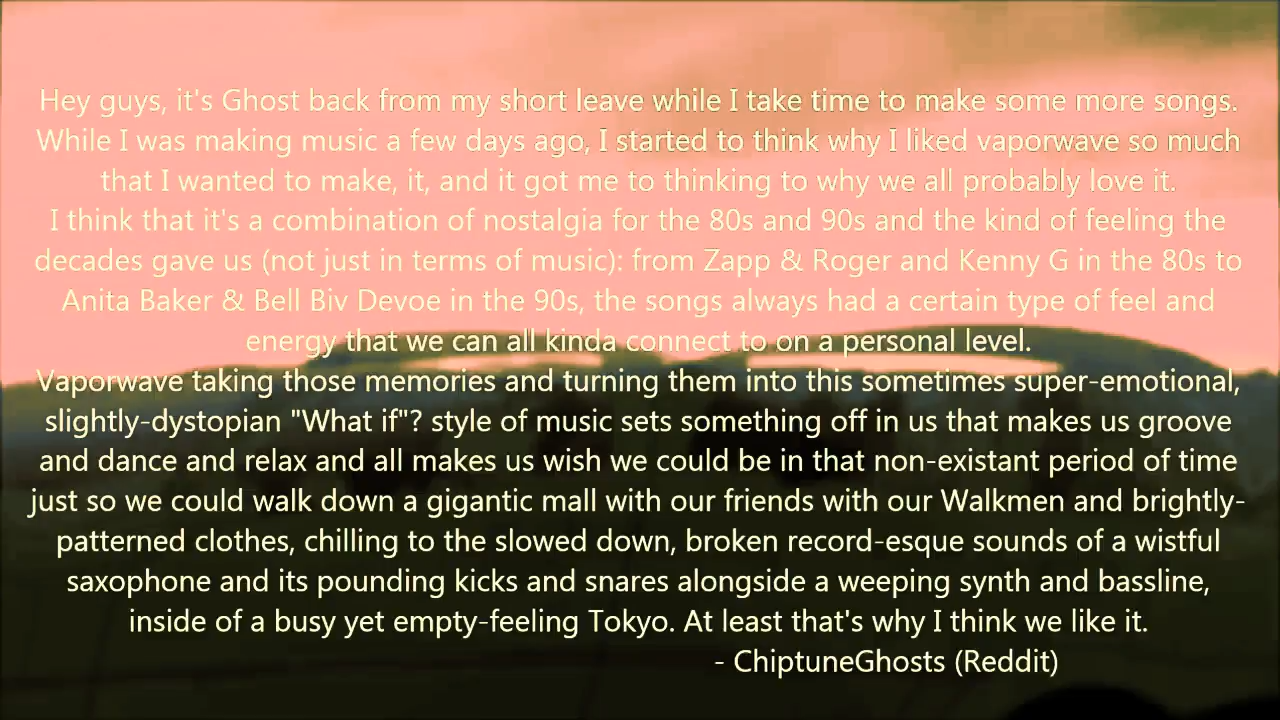 Hey guys, it's Ghost back from my short leave while I take time to make some more songs.
While I was making music a few days ago, I started to think why I liked vaporwave so much
that I wanted to make, it, and it got me to thinking to why we all probably love it.
I think that it's a combination of nostalgia for the 80s and 90s and the kind of feeling the
decades gave us (not just in terms of music): from Zapp & Roger and Kenny G in the 80s to
Anita Baker & Bell Biv Devoe in the 90s, the songs always had a certain type of feel and
energy that we can all kinda connect to on a personal level.
Vaporwave taking those memories and turning them into this sometimes super-emotional,
slightly-dystopian "What if"? style of music sets something off in us that makes us groove
and dance and relax and all makes us wish we could be in that non-existant period of time
just so we could walk down a gigantic mall with our friends with our Walkmen and brightly-
patterned clothes, chilling to the slowed down, broken record-esque sounds of a wistful
saxophone and its pounding kicks and snares alongside a weeping synth and bassline,
inside of a busy yet empty-feeling Tokyo. At least that's why I think we like it.
- ChiptuneGhosts (Reddit)